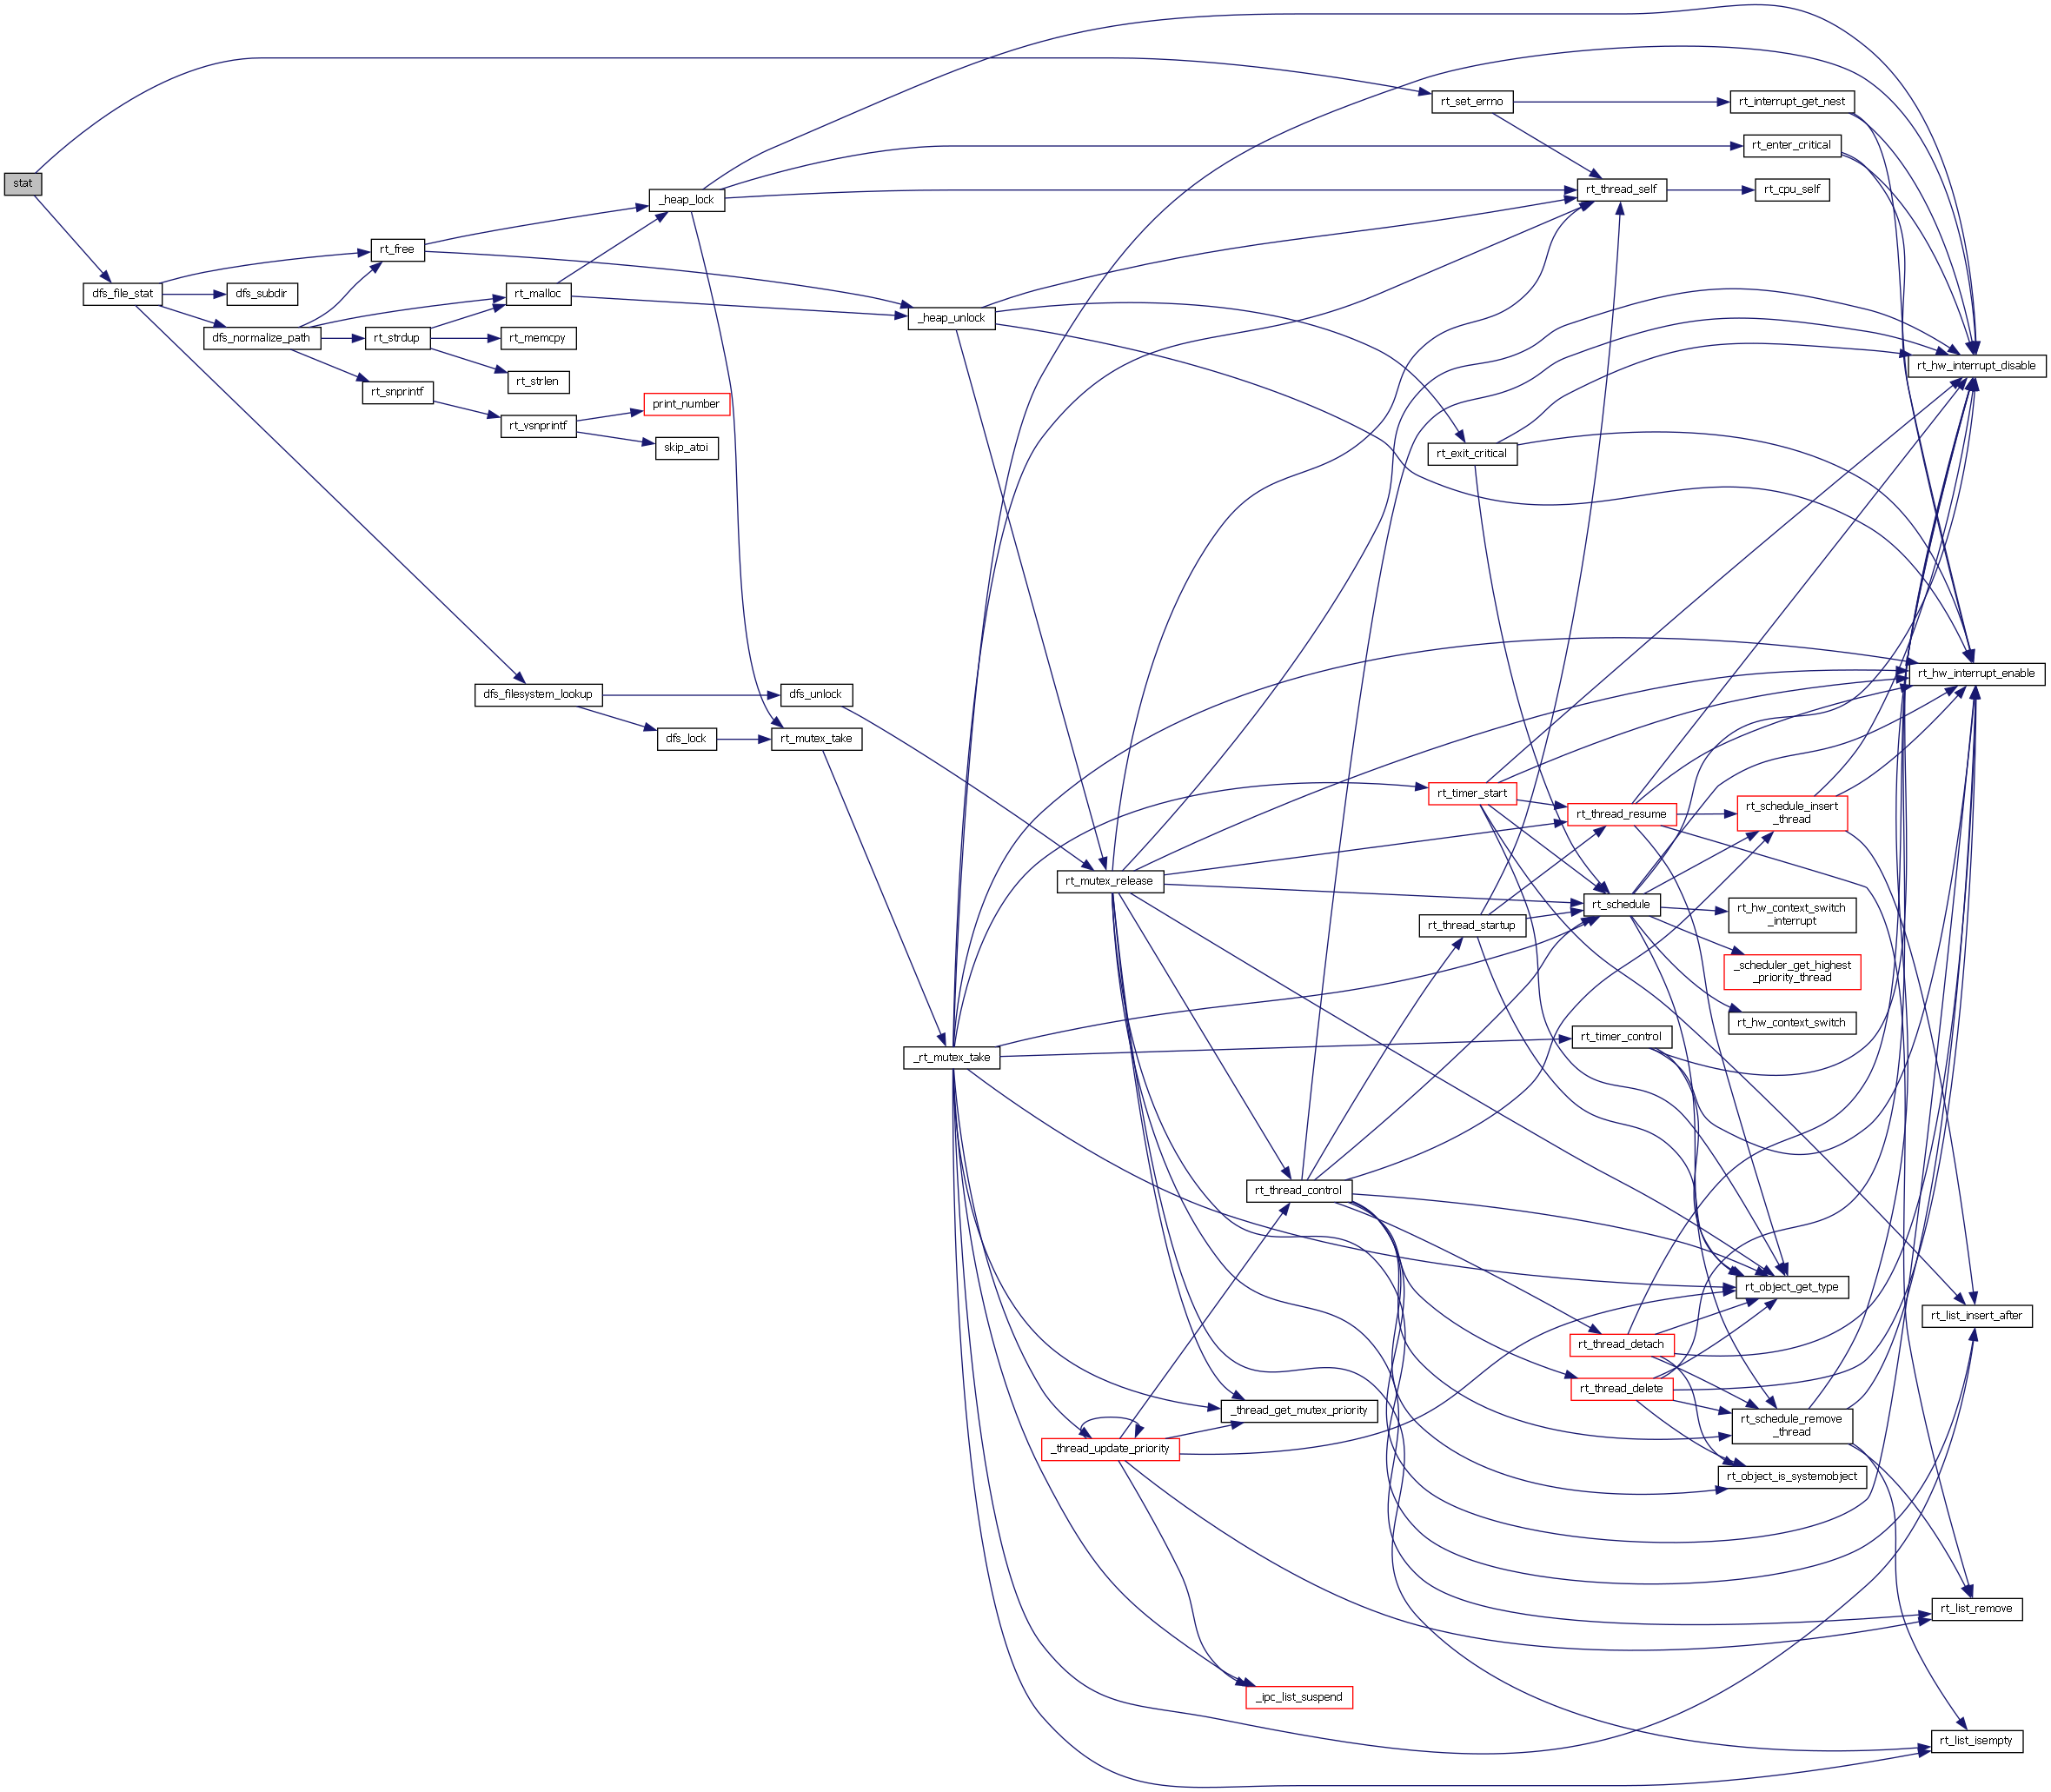 stat
rt_set_errno
rt_interrupt_get_nest
rt_enter_critical
_heap_lock
rt_thread_self
rt_cpu_self
rt_free
dfs_file_stat
dfs_subdir
rt_malloc
_heap_unlock
dfs_normalize_path
rt_strdup
rt_memcpy
rt_hw_interrupt_disable
rt_strlen
rt_snprintf
print_number
rt_vsnprintf
skip_atoi
rt_exit_critical
rt_hw_interrupt_enable
dfs_filesystem_lookup
dfs_unlock
dfs_lock
rt_mutex_take
rt_timer_start
rt_thread_resume
rt_schedule_insert
_thread
rt_mutex_release
rt_schedule
rt_hw_context_switch
_interrupt
rt_thread_startup
_scheduler_get_highest
_priority_thread
rt_hw_context_switch
rt_timer_control
_rt_mutex_take
rt_thread_control
rt_object_get_type
rt_list_insert_after
rt_thread_detach
rt_thread_delete
_thread_get_mutex_priority
rt_schedule_remove
_thread
_thread_update_priority
rt_object_is_systemobject
rt_list_remove
_ipc_list_suspend
rt_list_isempty